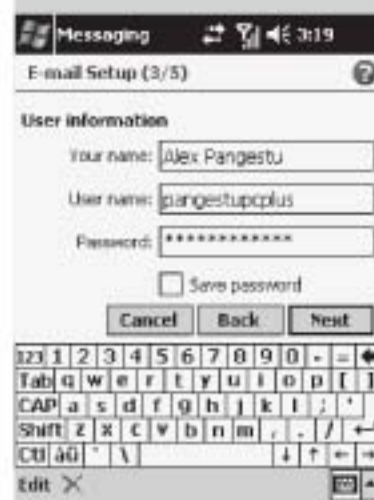 Messaging 3:19
E-mail Setup (3/5)
User information
Your name: Alex Pangestu
User name: pangestupcplus
Password: ************
Save password
Cancel Back Next
123 1 2 3 4 5 6 7 8 9 0 - =
Tab q w e r t y u i o p [ ]
CAP a s d f g h j k l ; '
Shift z x c v b n m , . /
Ctl áü ` \
Edit